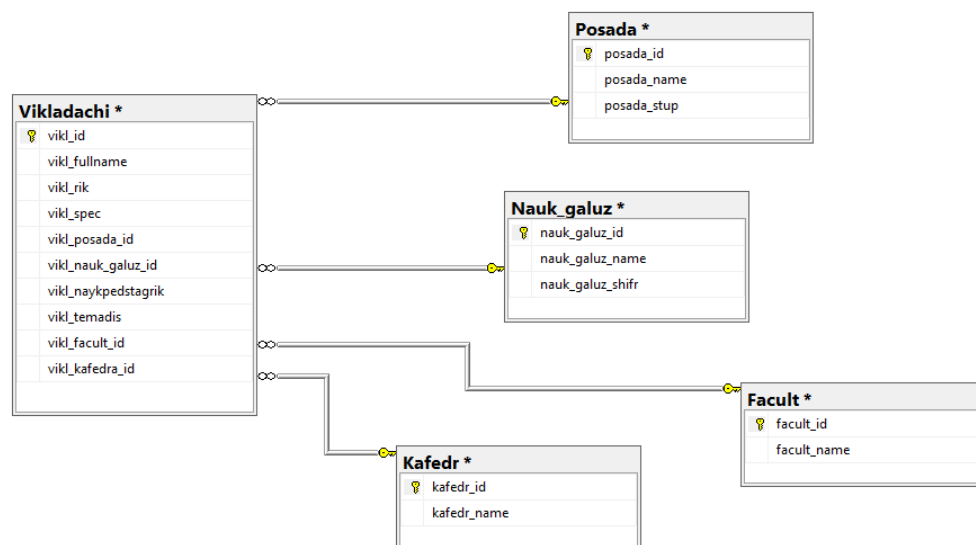 Posada *
posada_id
posada_name
posada_stup
Vikladachi *
vikl_id
vikl_fullname
vikl_rik
vikl_spec
vikl_posada_id
vikl_nauk_galuz_id
vikl_naykpedstagrik
vikl_temadis
vikl_facult_id
vikl_kafedra_id
Nauk_galuz *
nauk_galuz_id
nauk_galuz_name
nauk_galuz_shifr
Facult *
facult_id
facult_name
Kafedr *
kafedr_id
kafedr_name